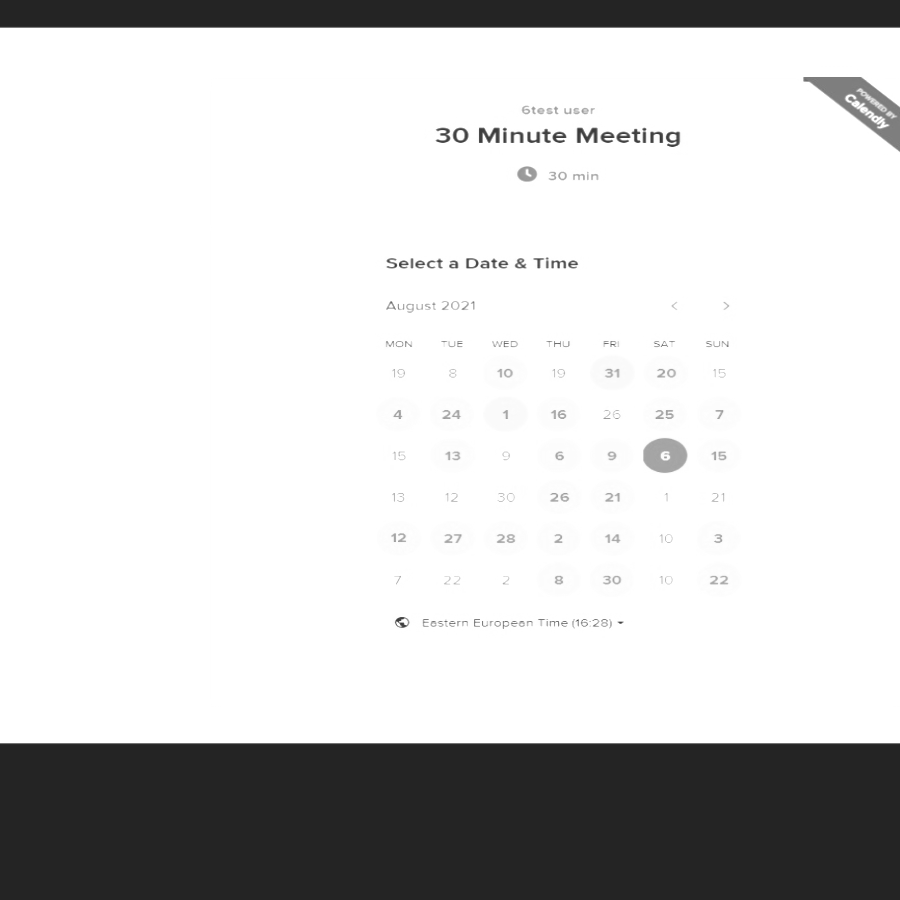 POWERED BY
Calendly
6test user
30 Minute Meeting
30 min
Select a Date & Time
August 2021
MON TUE WED THU FRI SAT SUN
19 8 10 19 31 20 15
4 24 1 16 26 25 7
15 13 9 6 9 6 15
13 12 30 26 21 1 21
12 27 28 2 14 10 3
7 22 2 8 30 10 22
Eastern European Time (16:28)